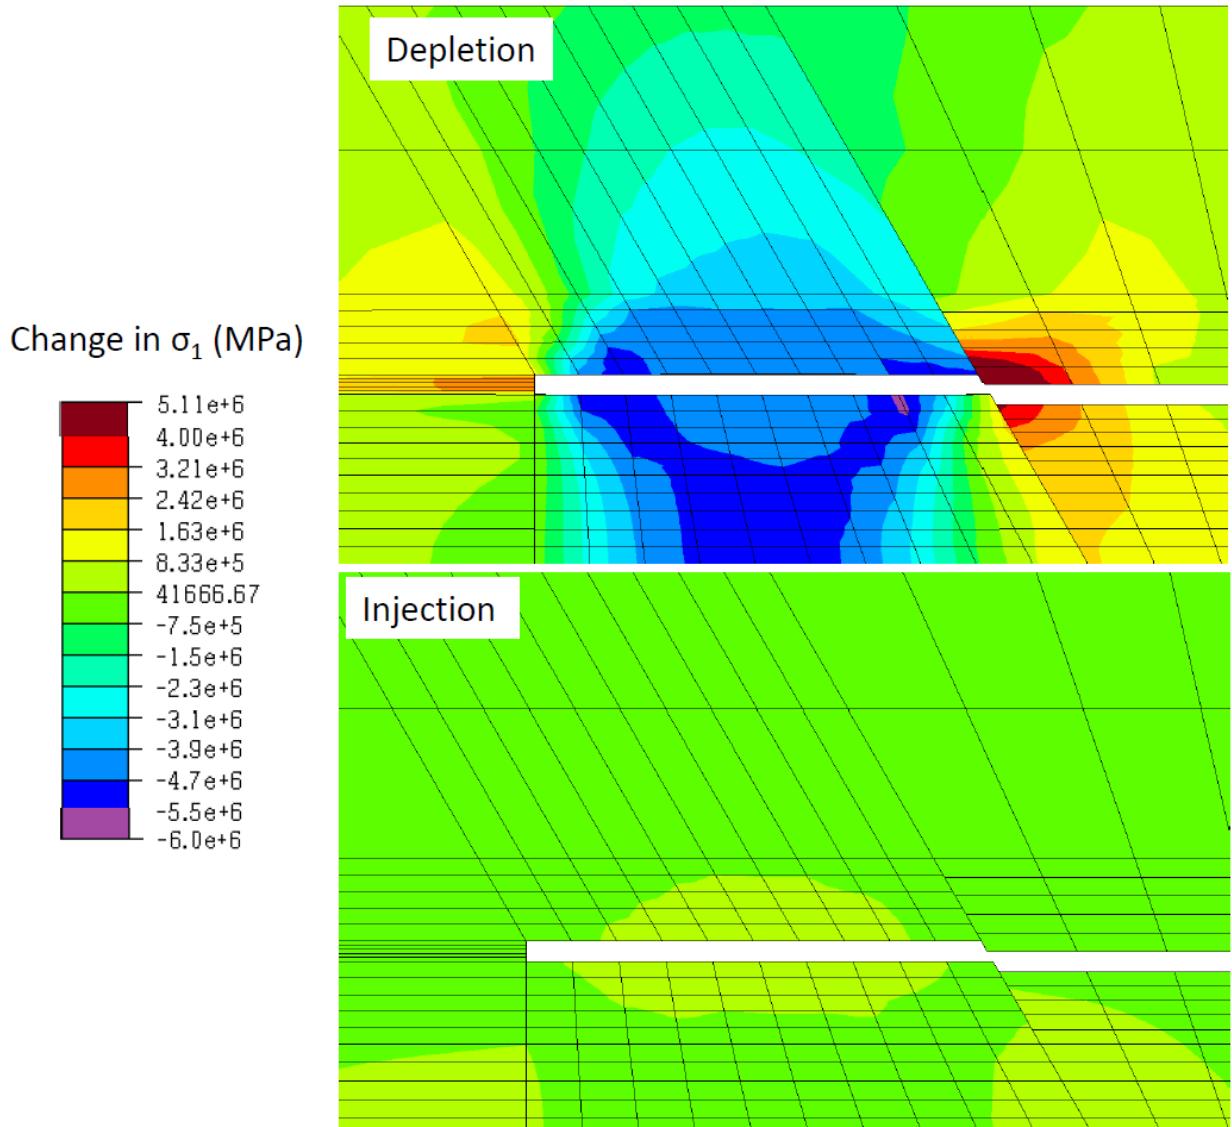 Depletion
Change in σ₁ (MPa)
5.11e+6
4.00e+6
3.21e+6
2.42e+6
1.63e+6
8.33e+5
41666.67
-7.5e+5
-1.5e+6
-2.3e+6
-3.1e+6
-3.9e+6
-4.7e+6
-5.5e+6
-6.0e+6
Injection